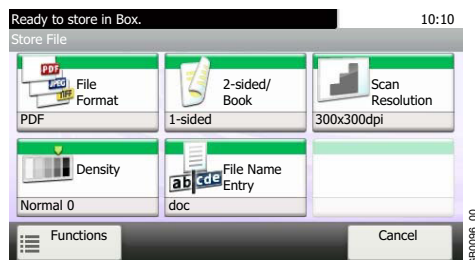 Ready to store in Box.
10:10
Store File
PDF
JPEG
TIFF
File
Format
PDF
2-sided/
Book
1-sided
Scan
Resolution
300x300dpi
Density
Normal 0
ab cde
File Name
Entry
doc
Functions
Cancel